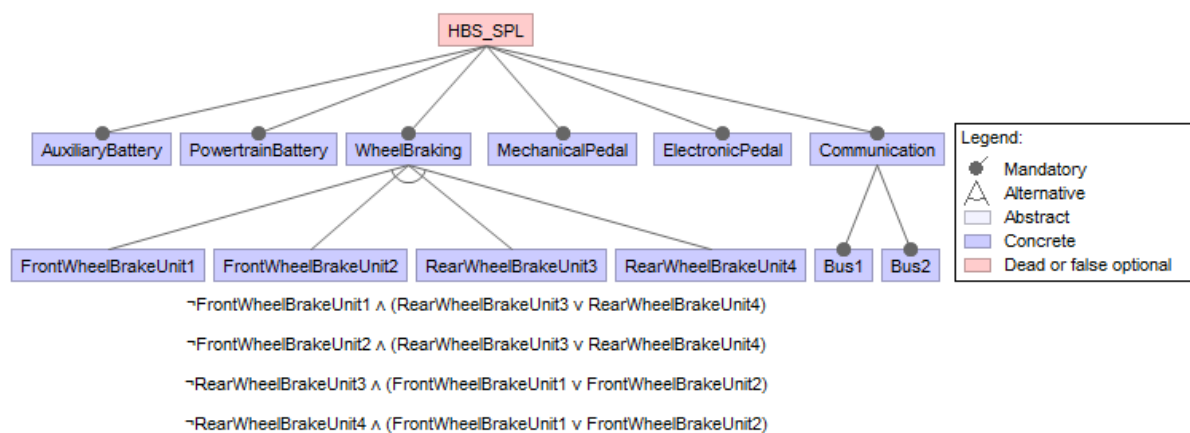 HBS_SPL
AuxiliaryBattery PowertrainBattery WheelBraking MechanicalPedal ElectronicPedal Communication
FrontWheelBrakeUnit1 FrontWheelBrakeUnit2 RearWheelBrakeUnit3 RearWheelBrakeUnit4 Bus1 Bus2
Legend:
Mandatory
Alternative
Abstract
Concrete
Dead or false optional
¬FrontWheelBrakeUnit1 ∧ (RearWheelBrakeUnit3 ∨ RearWheelBrakeUnit4)
¬FrontWheelBrakeUnit2 ∧ (RearWheelBrakeUnit3 ∨ RearWheelBrakeUnit4)
¬RearWheelBrakeUnit3 ∧ (FrontWheelBrakeUnit1 ∨ FrontWheelBrakeUnit2)
¬RearWheelBrakeUnit4 ∧ (FrontWheelBrakeUnit1 ∨ FrontWheelBrakeUnit2)